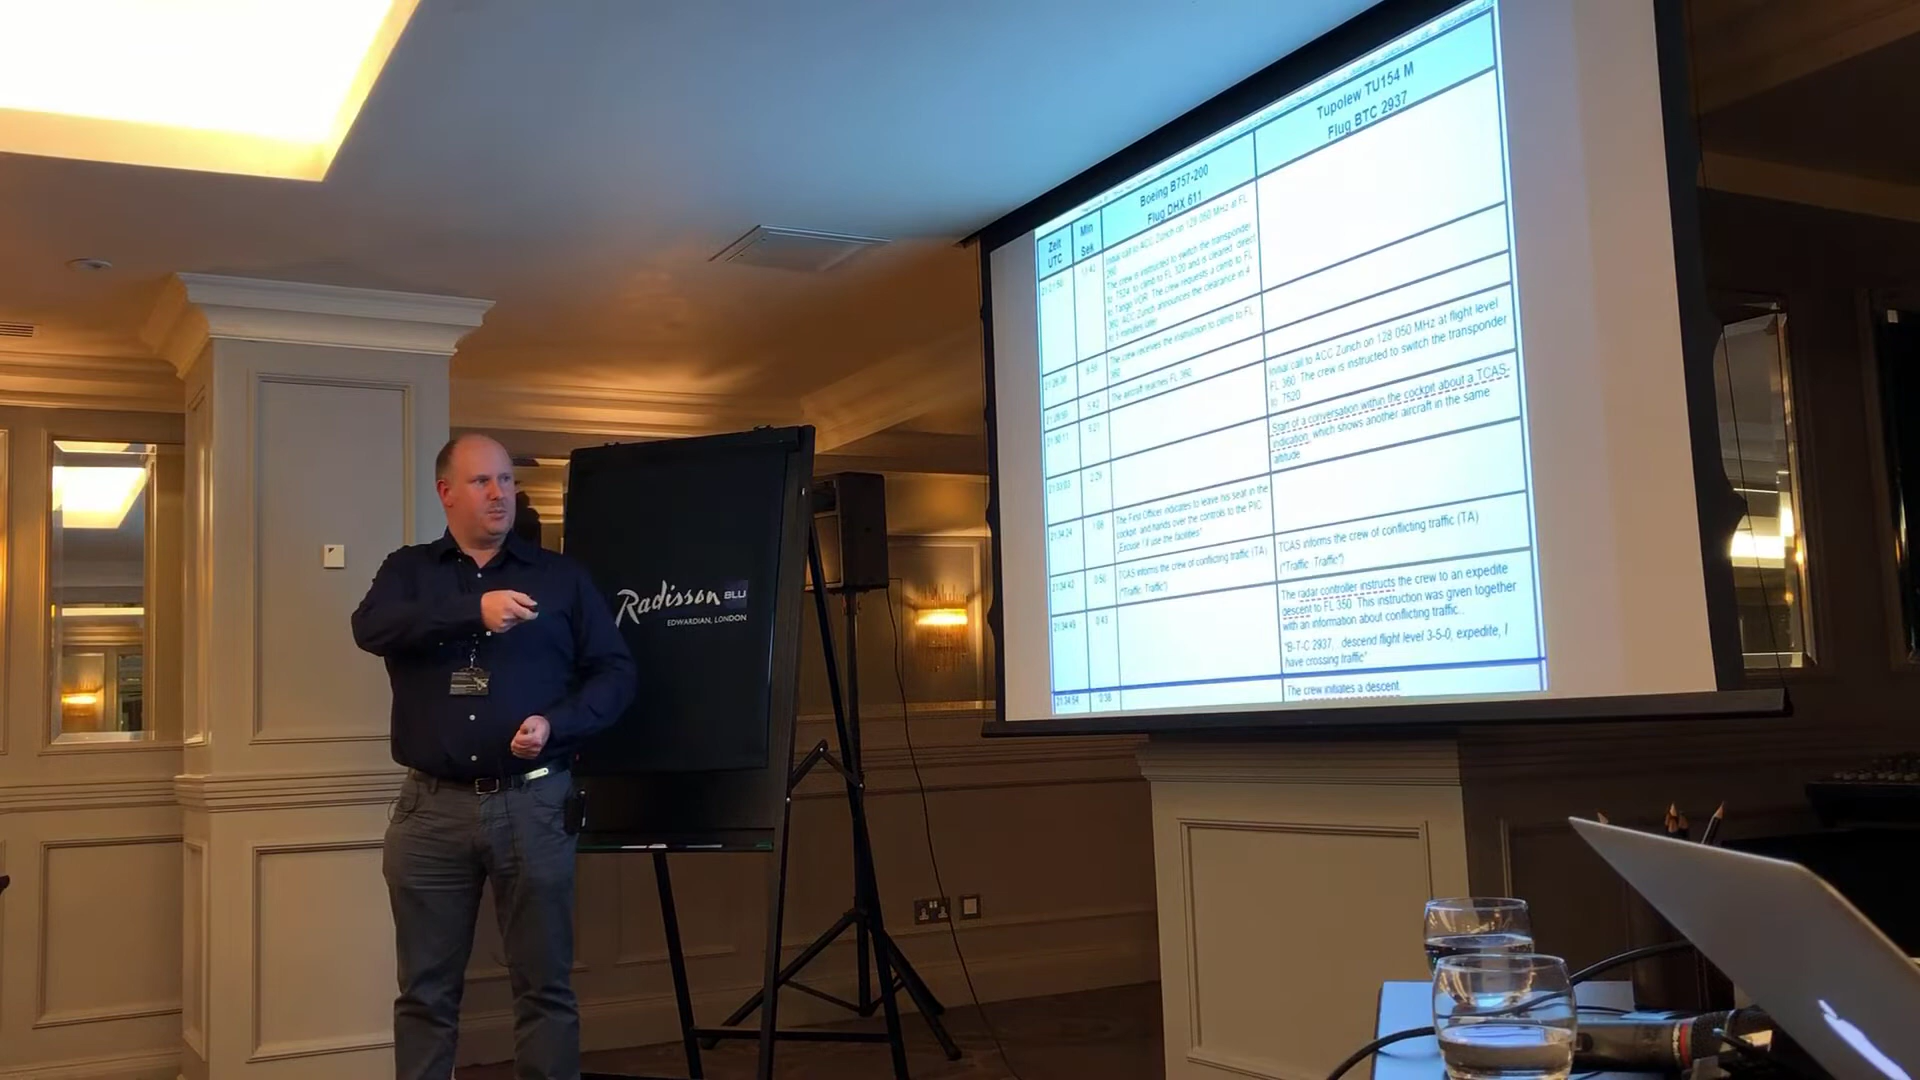 Tupolew TU154 M
Flug BTC 2937
Boeing B757-200
Flug DHX 611
Zeit
UTC
Min
Sek
21:21:50
13:42
Initial call to ACC Zurich on 128.050 MHz at FL
260
The crew is instructed to switch the transponder
to 7524, to climb to FL 320 and is cleared direct
to Tango VOR. The crew requests a climb to FL
360. ACC Zurich announces the clearance in 4
to 5 minutes later
The crew receives the instruction to climb to FL
360
The aircraft reaches FL 360
21:30:11
5:21
Initial call to ACC Zurich on 128.050 MHz at flight level
FL 360. The crew is instructed to switch the transponder
to 7520
21:33:03
2:29
Start of a conversation within the cockpit about a TCAS-
indication, which shows another aircraft in the same
altitude
21:34:24
1:08
The First Officer indicates to leave his seat in the
cockpit and hands over the controls to the PIC
21:34:42
0:50
TCAS informs the crew of conflicting traffic (TA)
("Traffic, Traffic")
TCAS informs the crew of conflicting traffic (TA)
("Traffic, Traffic")
21:34:49
0:43
The radar controller instructs the crew to an expedite
descent to FL 350. This instruction was given together
with an information about conflicting traffic..
"B-T-C 2937...descend flight level 3-5-0, expedite, I
have crossing traffic"
0:38
The crew initiates a descent.
Radisson BLU
EDWARDIAN, LONDON